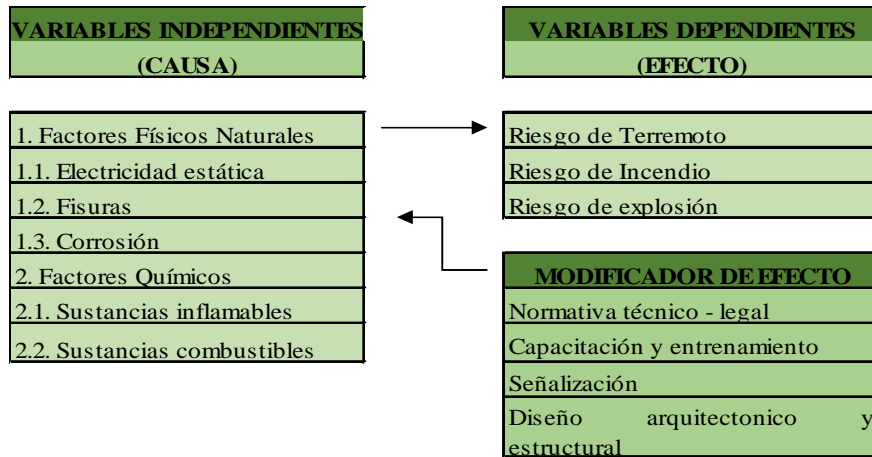 VARIABLES INDEPENDIENTES
(CAUSA)
1. Factores Físicos Naturales
1.1. Electricidad estática
1.2. Fisuras
1.3. Corrosión
2. Factores Químicos
2.1. Sustancias inflamables
2.2. Sustancias combustibles
VARIABLES DEPENDIENTES
(EFECTO)
Riesgo de Terremoto
Riesgo de Incendio
Riesgo de explosión
MODIFICADOR DE EFECTO
Normativa técnico - legal
Capacitación y entrenamiento
Señalización
Diseño arquitectonico y
estructural